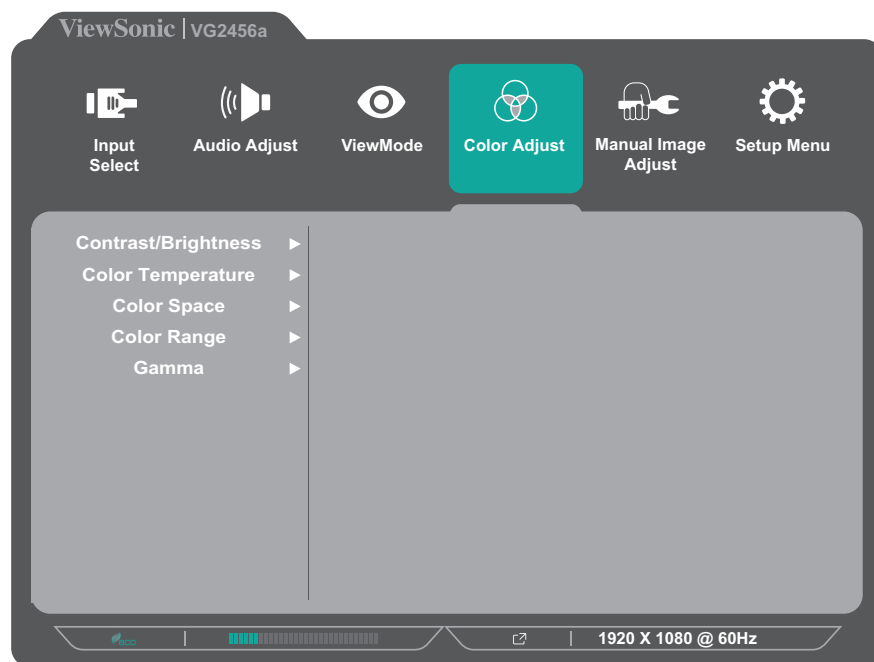 ViewSonic VG2456a
Input Select
Audio Adjust
ViewMode
Color Adjust
Manual Image Adjust
Setup Menu
Contrast/Brightness
Color Temperature
Color Space
Color Range
Gamma
eco
1920 X 1080 @ 60Hz